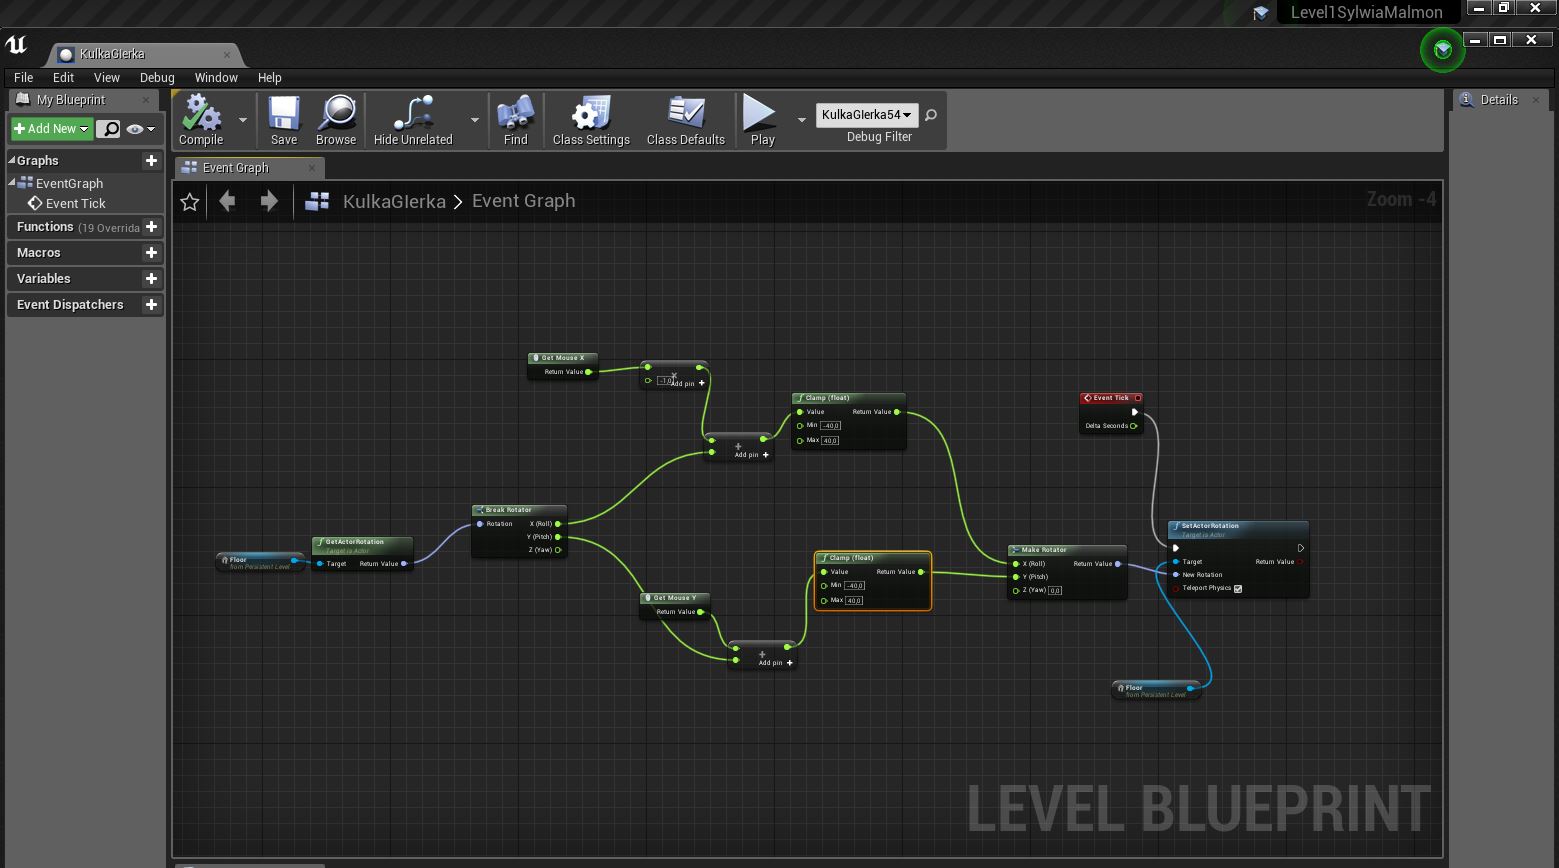 Level1SylwiaMalmon
KulkaGIerka
File Edit View Debug Window Help
My Blueprint
Details
Add New
Compile
Save
Browse
Hide Unrelated
Find
Class Settings
Class Defaults
Play
KulkaGIerka54
Debug Filter
Graphs
EventGraph
Event Tick
Functions (19 Overrida
Macros
Variables
Event Dispatchers
Event Graph
KulkaGIerka > Event Graph
Zoom -4
Get Mouse X
Return Value
-1,0
Add pin +
Add pin +
Clamp (float)
Value Return Value
Min -40,0
Max 40,0
Event Tick
Delta Seconds
Break Rotator
Rotation X (Roll)
Y (Pitch)
Z (Yaw)
Floor
from Persistent Level
GetActorRotation
Target is Actor
Target Return Value
Get Mouse Y
Return Value
Add pin +
Clamp (float)
Value Return Value
Min -40,0
Max 40,0
Make Rotator
X (Roll) Return Value
Y (Pitch)
Z (Yaw) 0,0
SetActorRotation
Target is Actor
Target Return Value
New Rotation
Teleport Physics
Floor
from Persistent Level
LEVEL BLUEPRINT